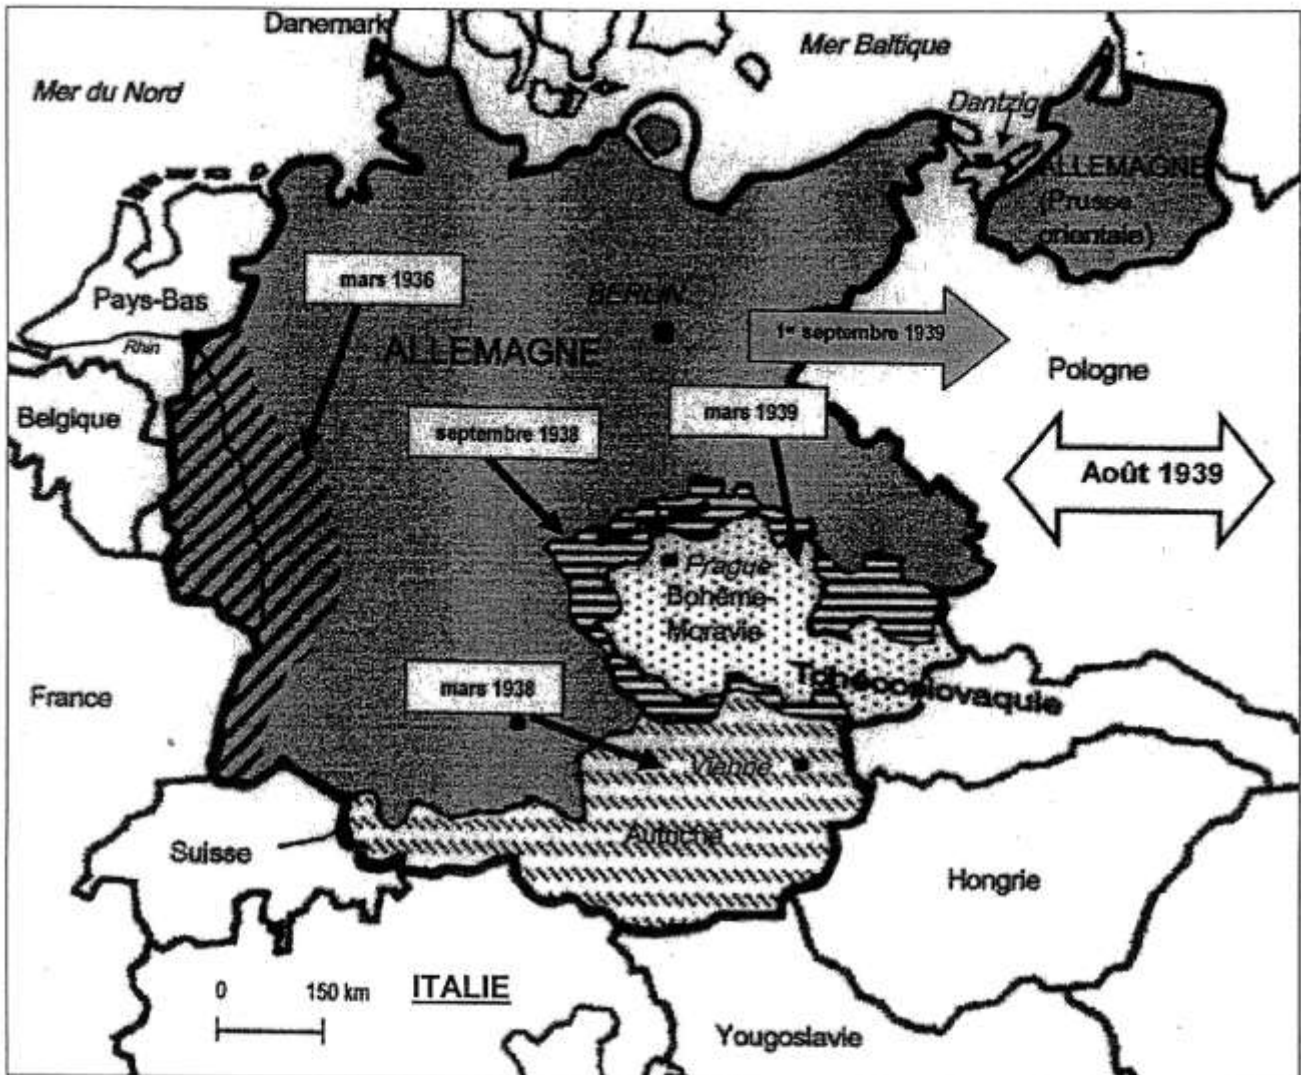 Danemark
Mer Baltique
Mer du Nord
Dantzig
ALLEMAGNE
(Prusse
orientale)
mars 1936
Pays-Bas
BERLIN
1er septembre 1939
Rhin
ALLEMAGNE
Pologne
Belgique
mars 1939
septembre 1938
Août 1939
Prague
Bohême-
Moravie
mars 1938
Tchécoslovaquie
France
Vienne
Autriche
Suisse
Hongrie
0 150 km
ITALIE
Yougoslavie